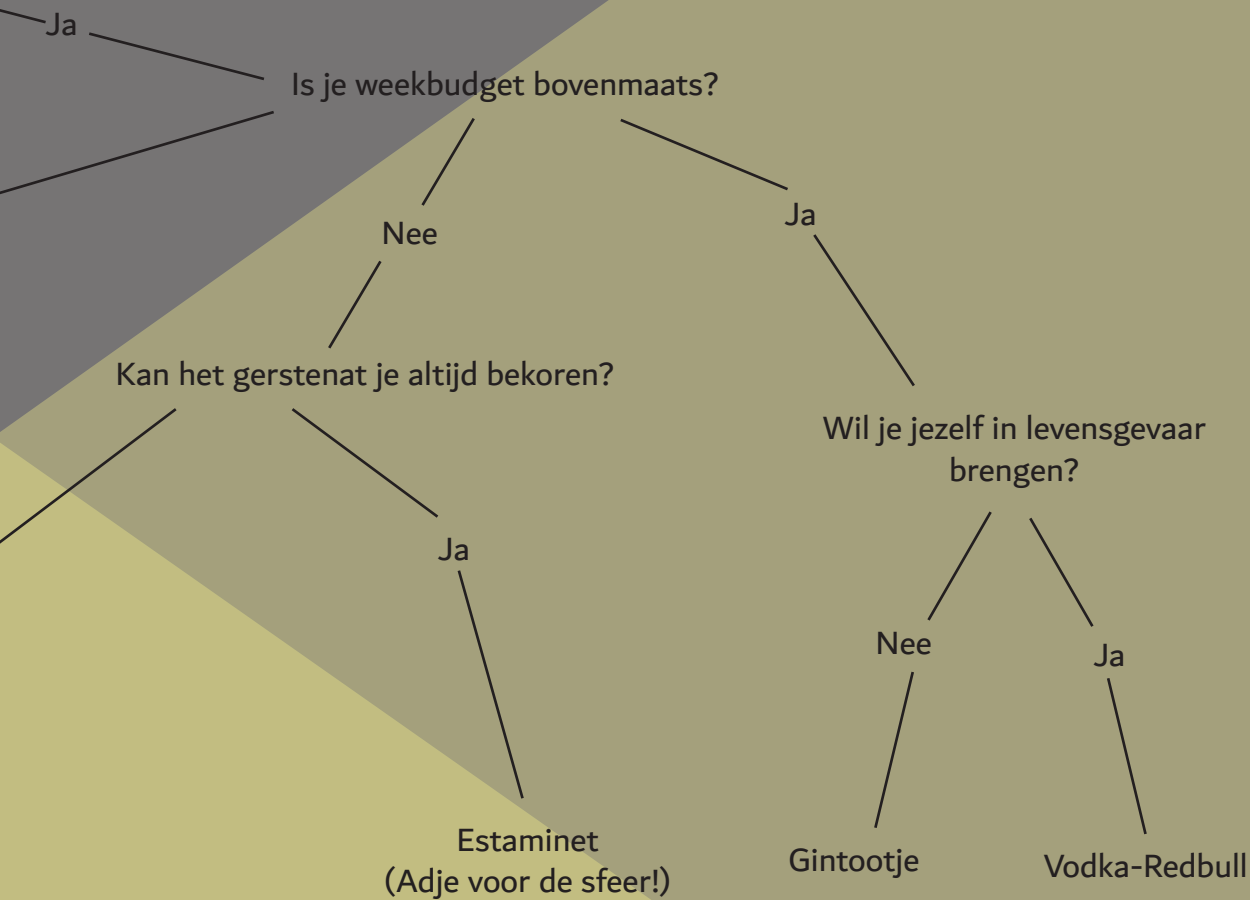 Ja
Is je weekbudget bovenmaats?
Nee
Ja
Kan het gerstenat je altijd bekoren?
Wil je jezelf in levensgevaar
brengen?
Ja
Nee
Ja
Estaminet
(Adje voor de sfeer!)
Gintootje
Vodka-Redbull